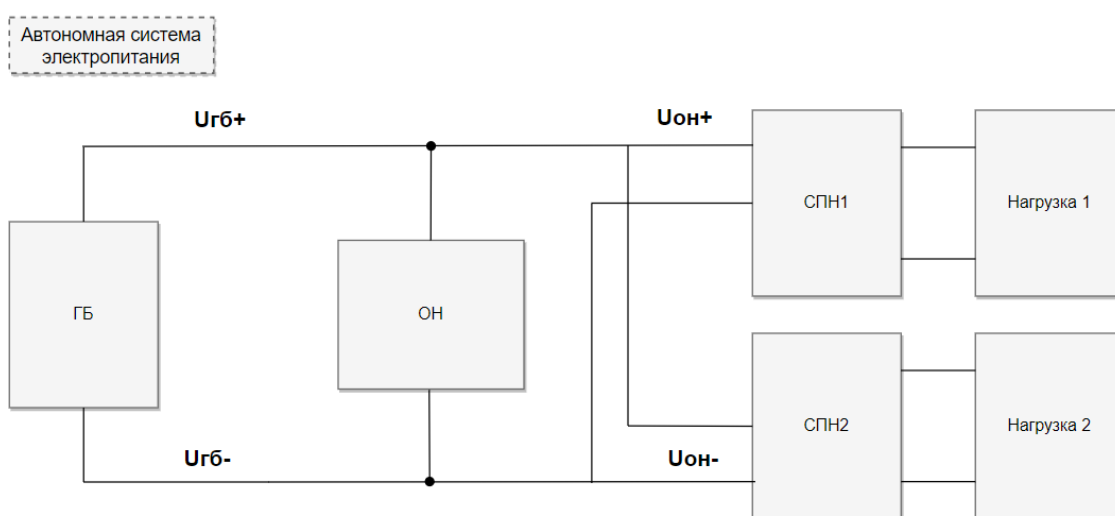 Автономная система
электропитания
Uгб+
Uон+
СПН1
Нагрузка 1
ГБ
ОН
СПН2
Нагрузка 2
Uгб-
Uон-